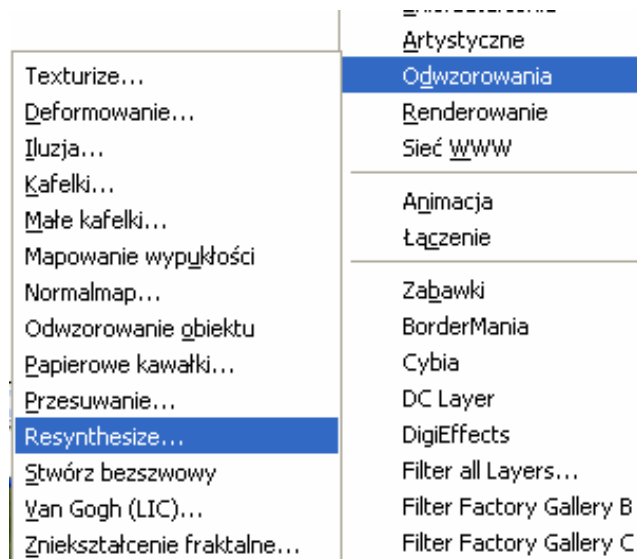 Artystyczne
Odwzorowania
Renderowanie
Sieć WWW
Animacja
Łączenie
Zabawki
BorderMania
Cybia
DC Layer
DigiEffects
Filter all Layers...
Filter Factory Gallery B
Filter Factory Gallery C
Texturize...
Deformowanie...
Iluzja...
Kafelki...
Małe kafelki...
Mapowanie wypukłości
Normalmap...
Odwzorowanie obiektu
Papierowe kawałki...
Przesuwanie...
Resynthesize...
Stwórz bezszwowy
Van Gogh (LIC)...
Zniekształcenie fraktalne...